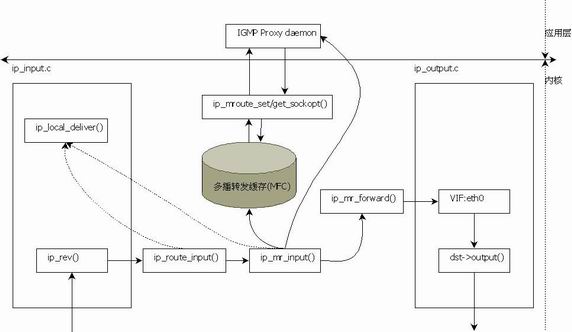 IGMP Proxy daemon
应用层
ip_input.c
ip_output.c
内核
ip_mroute_set/get_sockopt()
ip_local_deliver()
多播转发缓存(MFC)
ip_mr_forward()
VIF:eth0
ip_rev()
ip_route_input()
ip_mr_input()
dst->output()